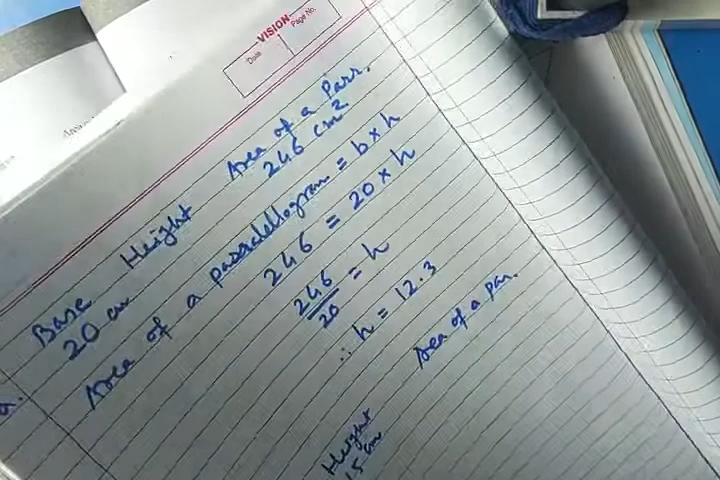 VISION
Date
Page No.
Base Height Area of a Parr.
a. 20 cm 246 cm²
Area of a parallelogram = b × h
246 = 20 × h
246/20 = h
∴ h = 12.3
Height Area of a par.
15 cm